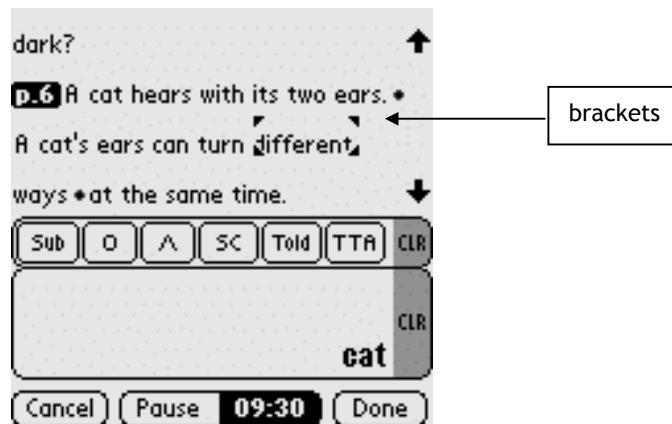 dark?
p.6 A cat hears with its two ears. •
A cat's ears can turn different
ways • at the same time.
brackets
Sub O Λ SC Told TTA CLR
CLR
cat
Cancel Pause 09:30 Done